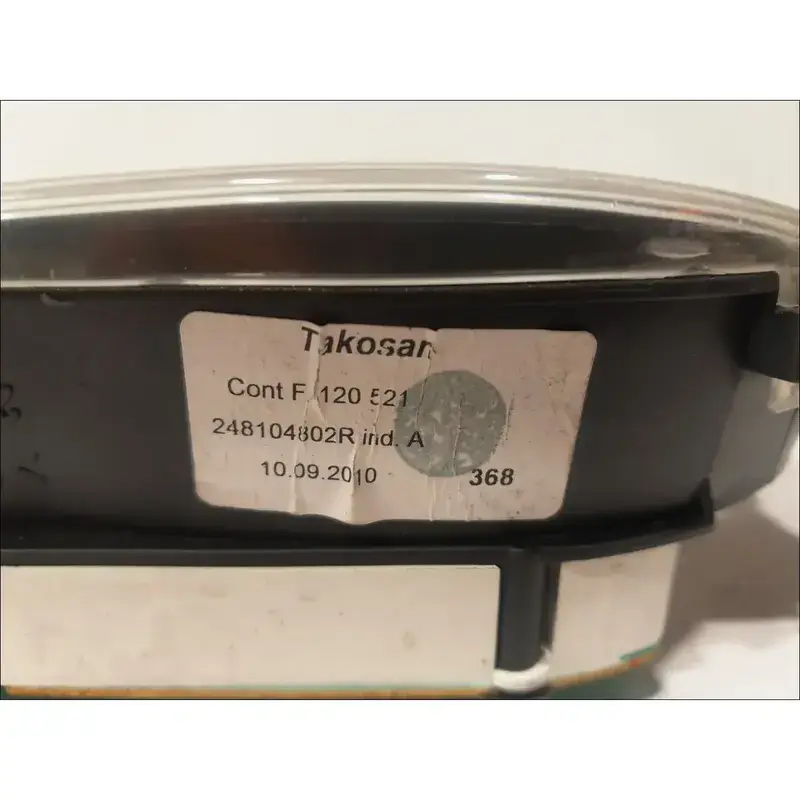 Takosan
Cont F 120 521
248104802R ind. A
10.09.2010 368